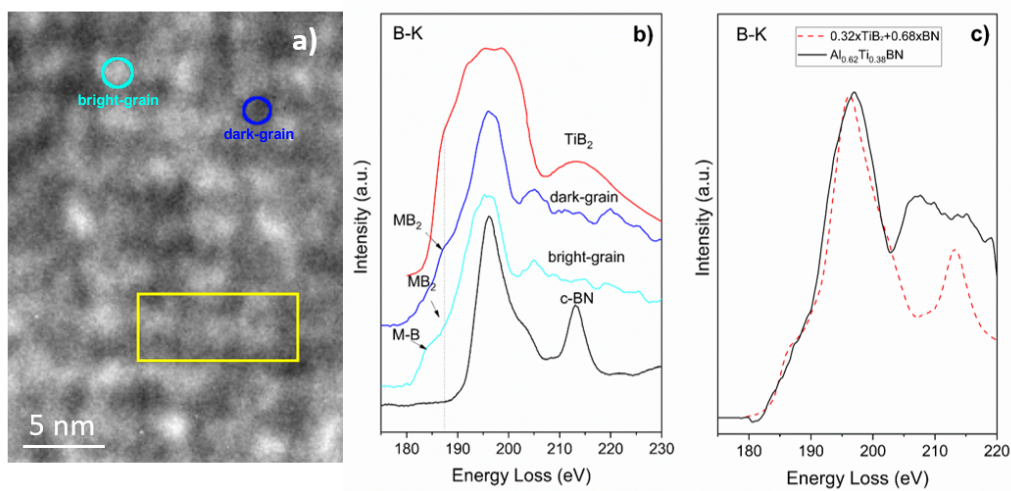 a)
bright-grain
dark-grain
5 nm
B-K
b)
TiB₂
dark-grain
MB₂
bright-grain
MB₂
c-BN
M-B
Intensity (a.u.)
175 180 190 200 210 220 230
Energy Loss (eV)
B-K
c)
0.32xTiB₂+0.68xBN
Al₀.₆₂Ti₀.₃₈BN
Intensity (a.u.)
175 180 190 200 210 220
Energy Loss (eV)